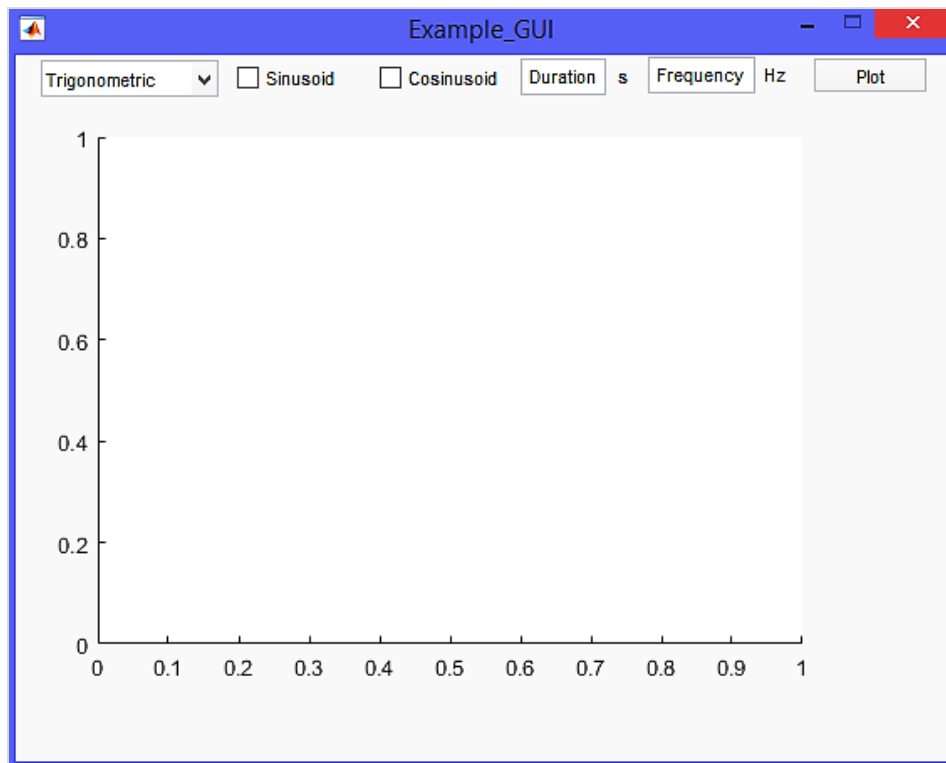 Example_GUI
Trigonometric Sinusoid Cosinusoid Duration s Frequency Hz Plot
1
0.8
0.6
0.4
0.2
0
0 0.1 0.2 0.3 0.4 0.5 0.6 0.7 0.8 0.9 1